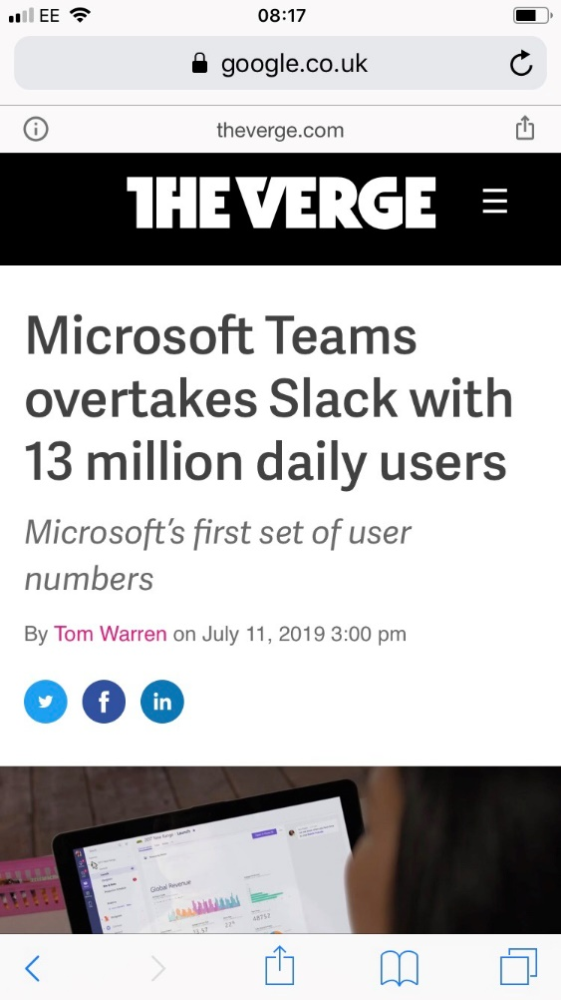 EE 08:17
google.co.uk
theverge.com
THE VERGE
Microsoft Teams
overtakes Slack with
13 million daily users
Microsoft's first set of user
numbers
By Tom Warren on July 11, 2019 3:00 pm
f in
Global Revenue